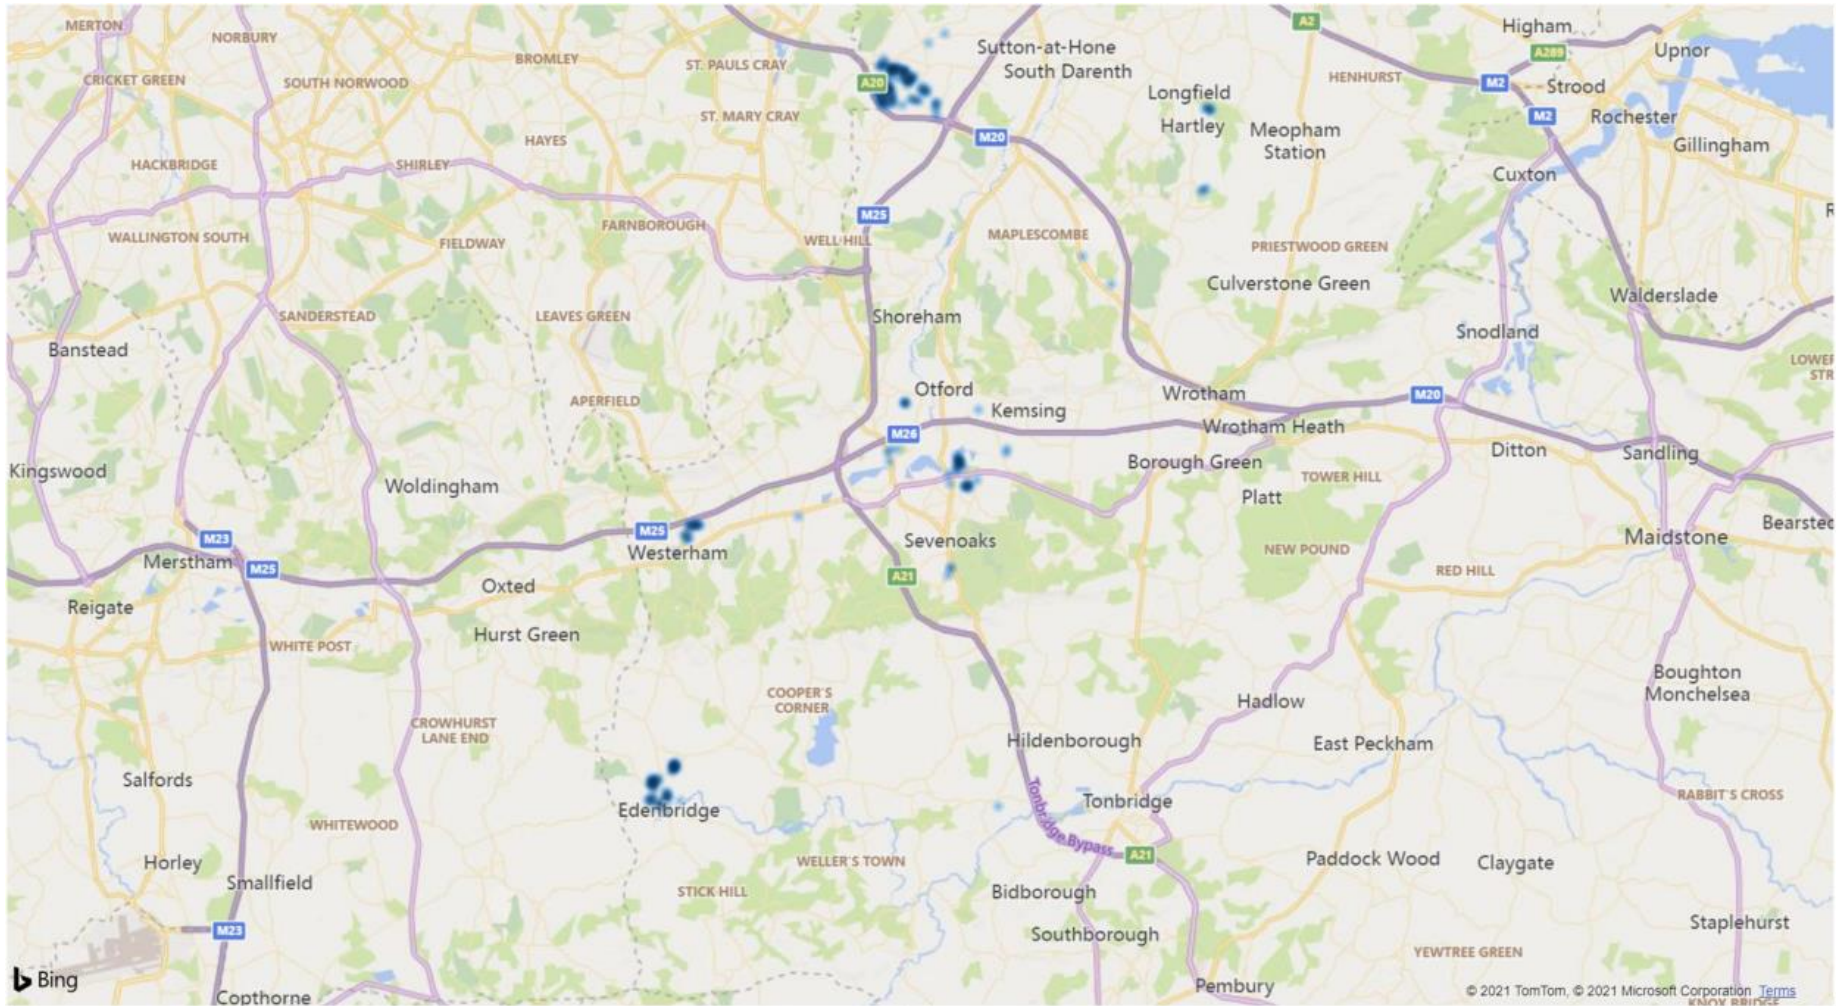 MERTON
NORBURY
BROMLEY
ST. PAULS CRAY
A20
Sutton-at-Hone
South Darenth
A2
Higham
A289
Upnor
CRICKET GREEN
SOUTH NORWOOD
Longfield
HENHURST
M2
Strood
ST. MARY CRAY
Hartley
Meopham
Station
M2
Rochester
HACKBRIDGE
SHIRLEY
HAYES
M20
Gillingham
Cuxton
WALLINGTON SOUTH
FIELDWAY
FARNBOROUGH
M25
WELL HILL
MAPLESCOMBE
PRIESTWOOD GREEN
R
Culverstone Green
Walderslade
SANDERSTEAD
LEAVES GREEN
Shoreham
Snodland
Banstead
LOWER
STR
APERFIELD
Otford
Kemsing
Wrotham
M20
M26
Wrotham Heath
Kingswood
Woldingham
Borough Green
TOWER HILL
Ditton
Sandling
Platt
M23
M25
Westerham
Sevenoaks
NEW POUND
Maidstone
Bearsted
Merstham
M25
Oxted
A21
RED HILL
Reigate
WHITE POST
Hurst Green
Boughton
Monchelsea
COOPER'S
CORNER
Hadlow
CROWHURST
LANE END
Hildenborough
East Peckham
Salfords
Edenbridge
Tonbridge Bypass
Tonbridge
RABBIT'S CROSS
WHITEWOOD
Horley
Smallfield
WELLER'S TOWN
A21
Paddock Wood
Claygate
STICK HILL
Bidborough
M23
Southborough
Staplehurst
YEWTREE GREEN
Bing
Copthorne
Pembury
© 2021 TomTom, © 2021 Microsoft Corporation Terms
KNOX BRIDGE